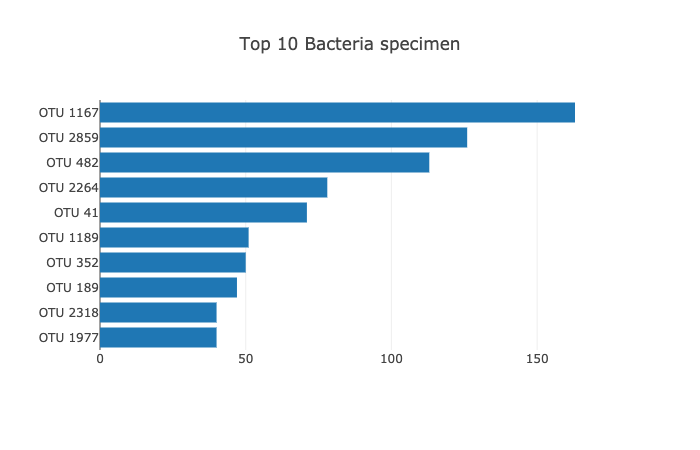 Top 10 Bacteria specimen
OTU 1167
OTU 2859
OTU 482
OTU 2264
OTU 41
OTU 1189
OTU 352
OTU 189
OTU 2318
OTU 1977
0 50 100 150